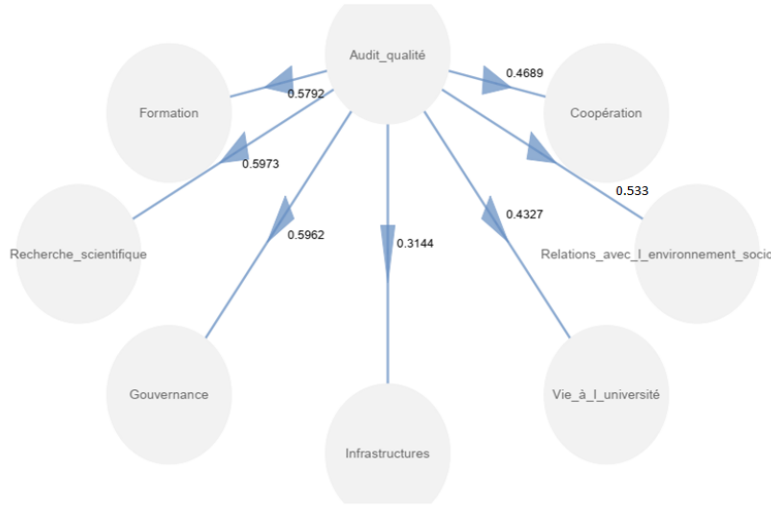 Audit_qualité
0.4689
0.5792
Formation
Coopération
0.5973
0.533
0.5962
0.4327
0.3144
Recherche_scientifique
Relations_avec_l_environnement_socio
Gouvernance
Vie_à_l_université
Infrastructures